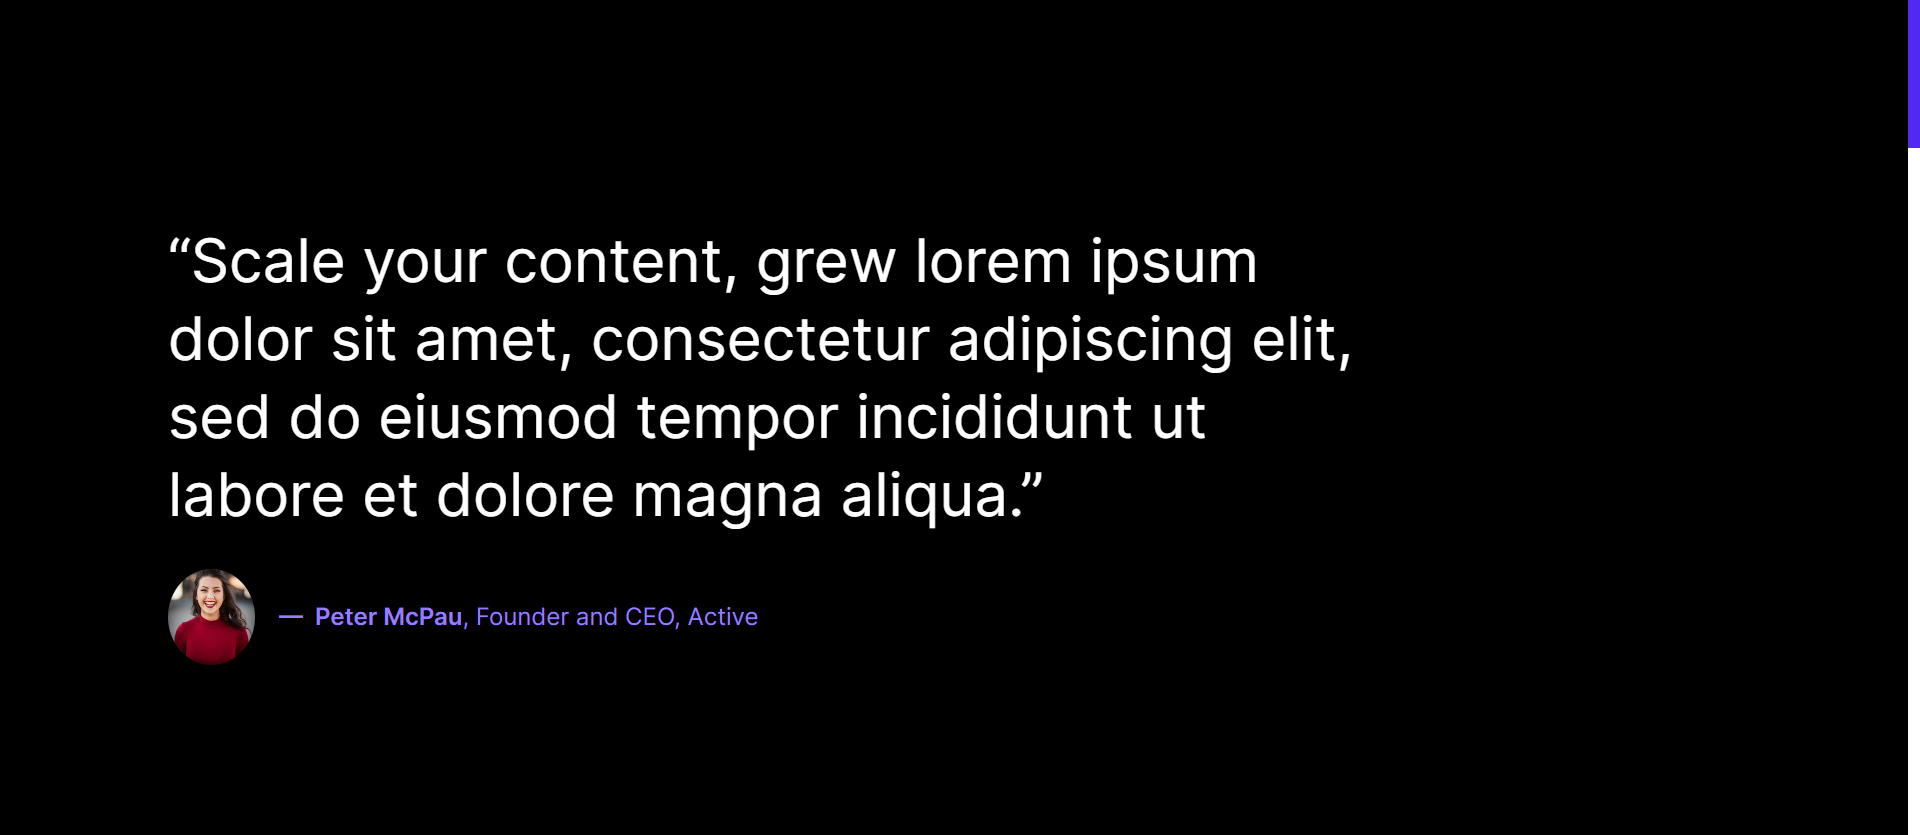 “Scale your content, grew lorem ipsum
dolor sit amet, consectetur adipiscing elit,
sed do eiusmod tempor incididunt ut
labore et dolore magna aliqua.”
— Peter McPau, Founder and CEO, Active